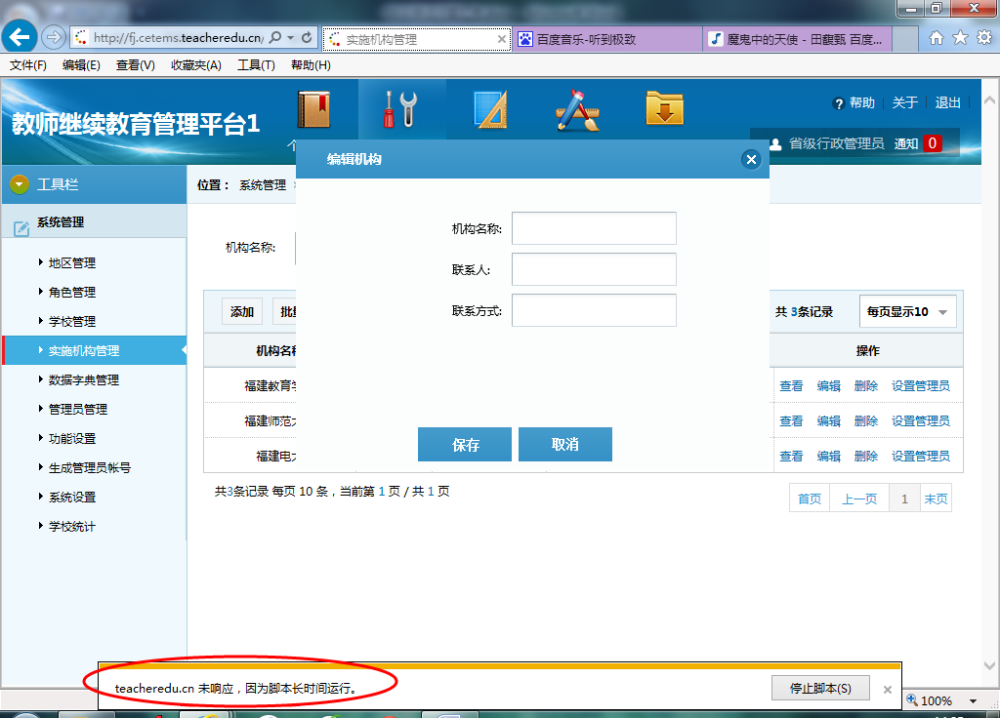 http://fj.cetems.teacheredu.cn/
实施机构管理
百度音乐-听到极致
魔鬼中的天使 - 田馥甄 百度...
文件(F) 编辑(E) 查看(V) 收藏夹(A) 工具(T) 帮助(H)
教师继续教育管理平台1
帮助 关于 退出
省级行政管理员 通知 0
工具栏
系统管理
地区管理
角色管理
学校管理
实施机构管理
数据字典管理
管理员管理
功能设置
生成管理员帐号
系统设置
学校统计
位置： 系统管理
机构名称:
编辑机构
机构名称:
联系人:
联系方式:
保存 取消
添加
共 3条记录 每页显示10
操作
福建教育 查看 编辑 删除 设置管理员
福建师范 查看 编辑 删除 设置管理员
福建电 查看 编辑 删除 设置管理员
共3条记录 每页 10 条，当前第 1 页 / 共 1 页
首页 上一页 1 末页
teacheredu.cn 未响应，因为脚本长时间运行。
停止脚本(S)
100%